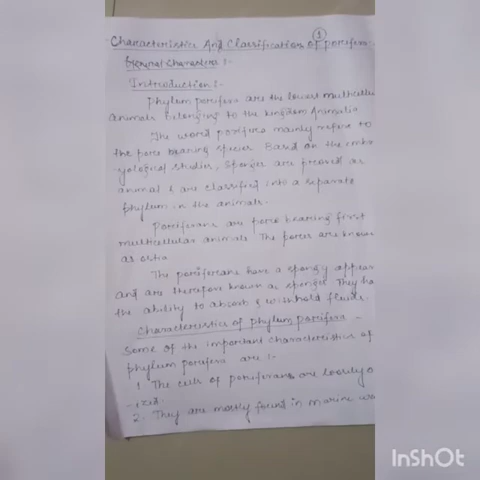 1
Characteristics And Classification of porifera:
General characters :-
Introduction :-
Phylum porifera are the lowest multicellu
animals belonging to the kingdom Animalia
The word porifera mainly refers to
the pore bearing species. Based on the emb
-yological studies, sponges are proved as
animal & are classified into a separate
phylum in the animals.
Poriferans are pore bearing first
multicellular animals. The pores are known
as ostia
The poriferans have a spongy appear
and are therefore known as sponges. They ha
the ability to absorb & withhold fluids.
Characteristics of phylum porifera -
Some of the important characteristics of
phylum porifera are :-
1. The cells of poriferans are loosely o
-ized.
2. They are mostly found in marine wa
InShOt